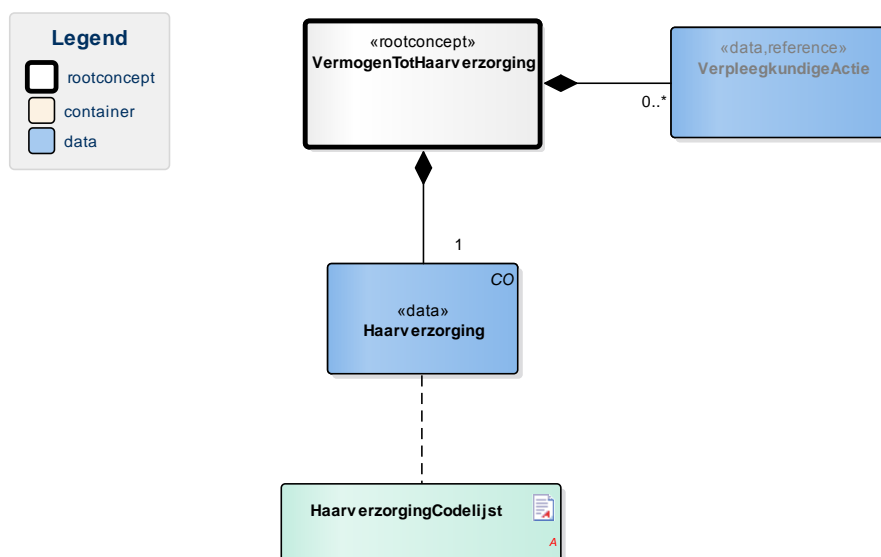 Legend
rootconcept
container
data
«rootconcept»
VermogenTotHaarverzorging
«data,reference»
VerpleegkundigeActie
0..*
1
CO
«data»
Haarverzorging
HaarverzorgingCodelijst
A